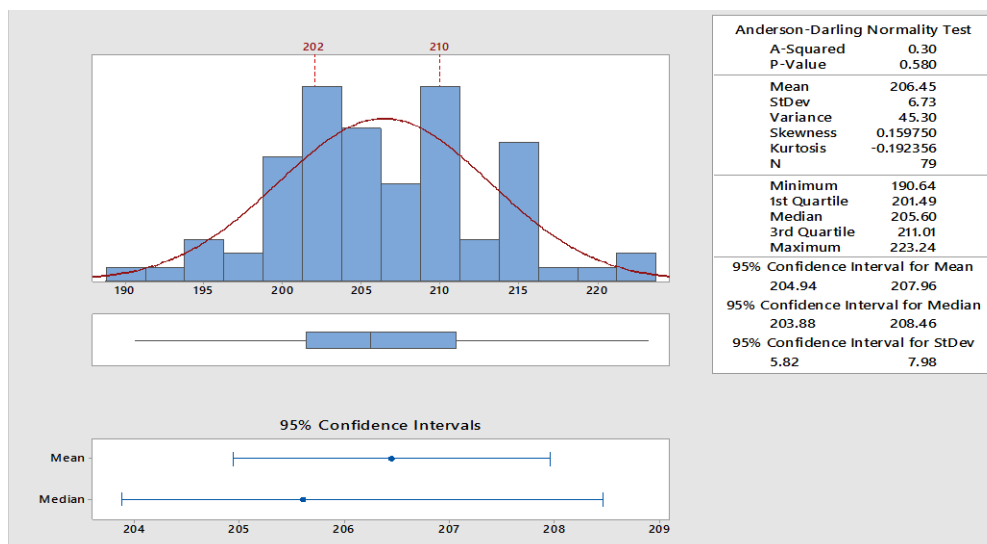 202 210
190 195 200 205 210 215 220
95% Confidence Intervals
Mean
Median
204 205 206 207 208 209
Anderson-Darling Normality Test
A-Squared 0.30
P-Value 0.580
Mean 206.45
StDev 6.73
Variance 45.30
Skewness 0.159750
Kurtosis -0.192356
N 79
Minimum 190.64
1st Quartile 201.49
Median 205.60
3rd Quartile 211.01
Maximum 223.24
95% Confidence Interval for Mean
204.94 207.96
95% Confidence Interval for Median
203.88 208.46
95% Confidence Interval for StDev
5.82 7.98